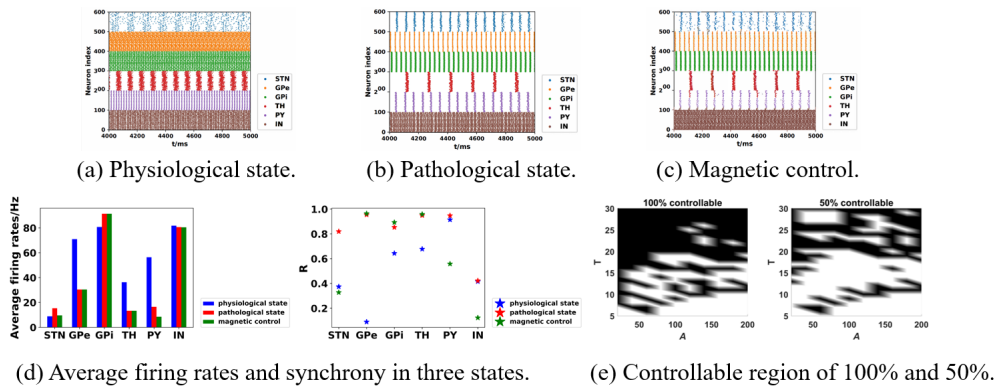 600
500
400
300
200
100
0
Neuron index
4000 4200 4400 4600 4800 5000
t/ms
STN
GPe
GPi
TH
PY
IN
(a) Physiological state.
600
500
400
300
200
100
0
Neuron index
4000 4200 4400 4600 4800 5000
t/ms
STN
GPe
GPi
TH
PY
IN
(b) Pathological state.
600
500
400
300
200
100
0
Neuron index
4000 4200 4400 4600 4800 5000
t/ms
STN
GPe
GPi
TH
PY
IN
(c) Magnetic control.
Average firing rates/Hz
80
60
40
20
0
STN GPe GPi TH PY IN
physiological state
pathological state
magnetic control
R
1.0
0.8
0.6
0.4
0.2
STN GPe GPi TH PY IN
physiological state
pathological state
magnetic control
(d) Average firing rates and synchrony in three states.
100% controllable
T
30
25
20
15
10
5
50 100 150 200
A
50% controllable
T
30
25
20
15
10
5
50 100 150 200
A
(e) Controllable region of 100% and 50%.